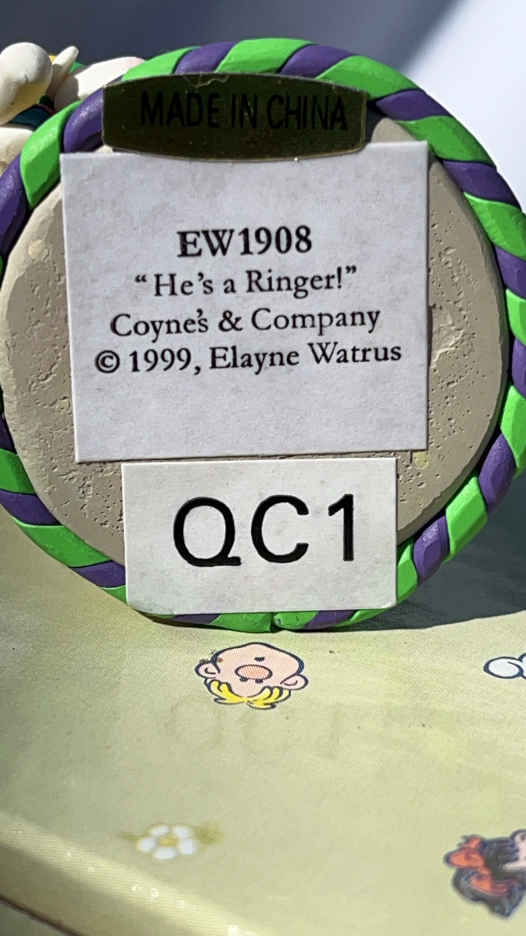 MADE IN CHINA
EW1908
“He’s a Ringer!”
Coyne’s & Company
© 1999, Elayne Watrus
QC1